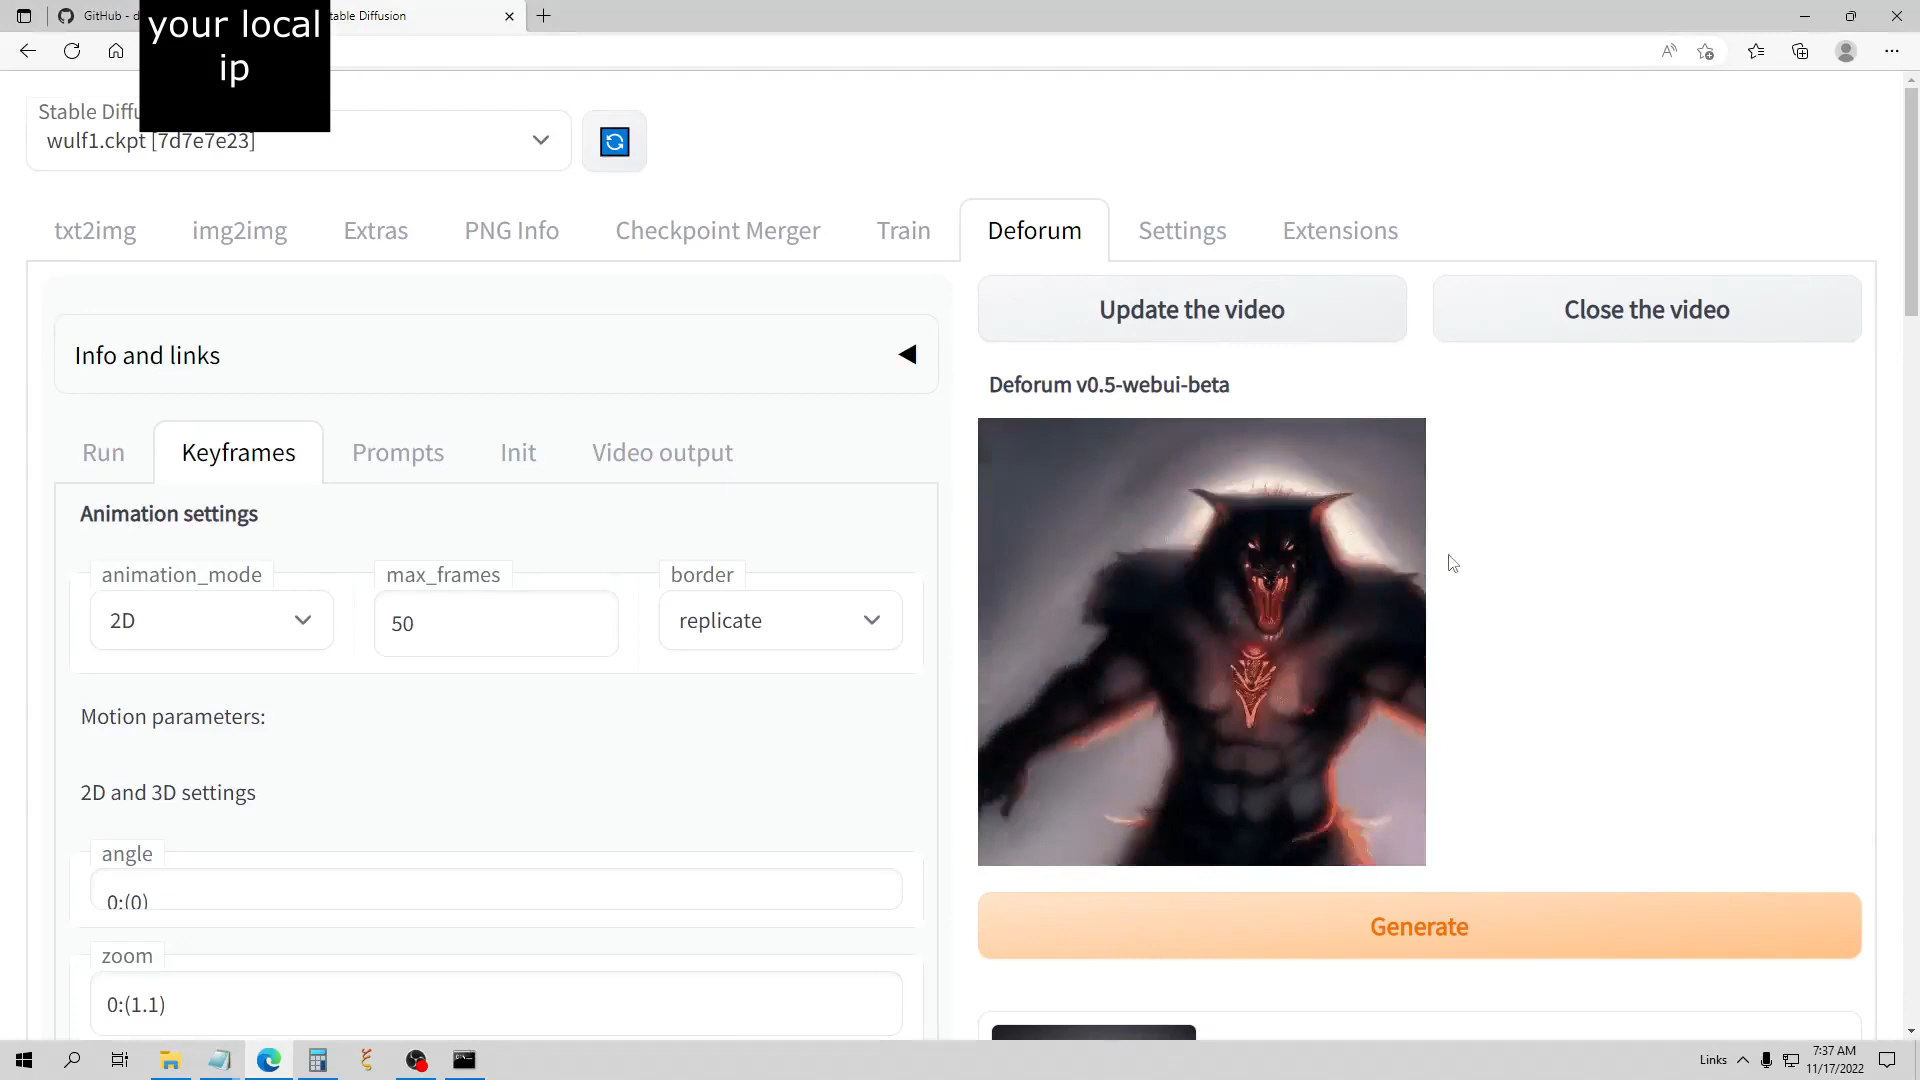 GitHub - d
table Diffusion
your local
ip
Stable Diffu
wulf1.ckpt [7d7e7e23]
txt2img
img2img
Extras
PNG Info
Checkpoint Merger
Train
Deforum
Settings
Extensions
Update the video
Close the video
Info and links
Deforum v0.5-webui-beta
Run
Keyframes
Prompts
Init
Video output
Animation settings
animation_mode
max_frames
border
2D
50
replicate
Motion parameters:
2D and 3D settings
angle
0:(0)
Generate
zoom
0:(1.1)
Links
7:37 AM
11/17/2022